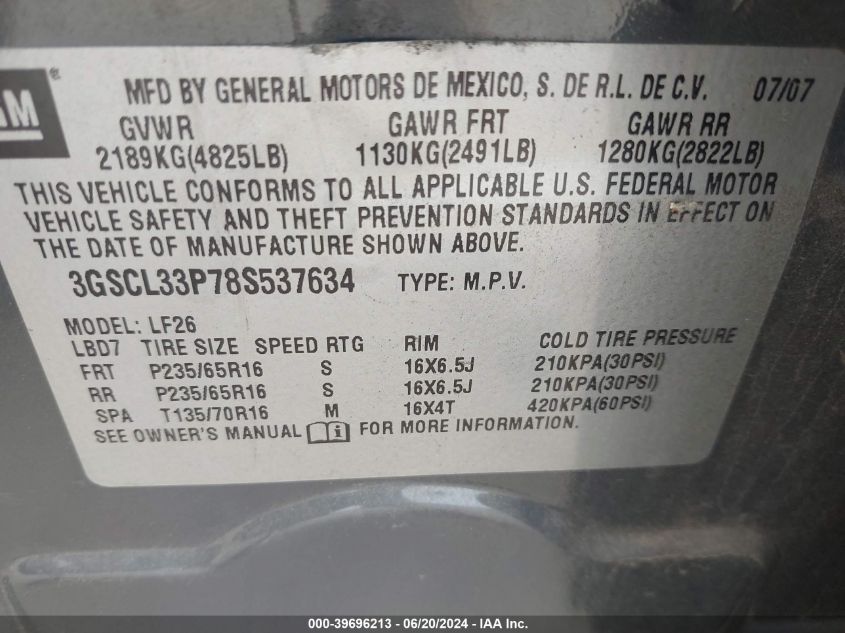 GM ®
MFD BY GENERAL MOTORS DE MEXICO, S. DE R.L. DE C.V. 07/07
GVWR GAWR FRT GAWR RR
2189KG(4825LB) 1130KG(2491LB) 1280KG(2822LB)
THIS VEHICLE CONFORMS TO ALL APPLICABLE U.S. FEDERAL MOTOR
VEHICLE SAFETY AND THEFT PREVENTION STANDARDS IN EFFECT ON
THE DATE OF MANUFACTURE SHOWN ABOVE.
3GSCL33P78S537634 TYPE: M.P.V.
MODEL: LF26
LBD7 TIRE SIZE SPEED RTG RIM COLD TIRE PRESSURE
FRT P235/65R16 S 16X6.5J 210KPA(30PSI)
RR P235/65R16 S 16X6.5J 210KPA(30PSI)
SPA T135/70R16 M 16X4T 420KPA(60PSI)
SEE OWNER'S MANUAL i FOR MORE INFORMATION.
000-39696213 - 06/20/2024 - IAA Inc.